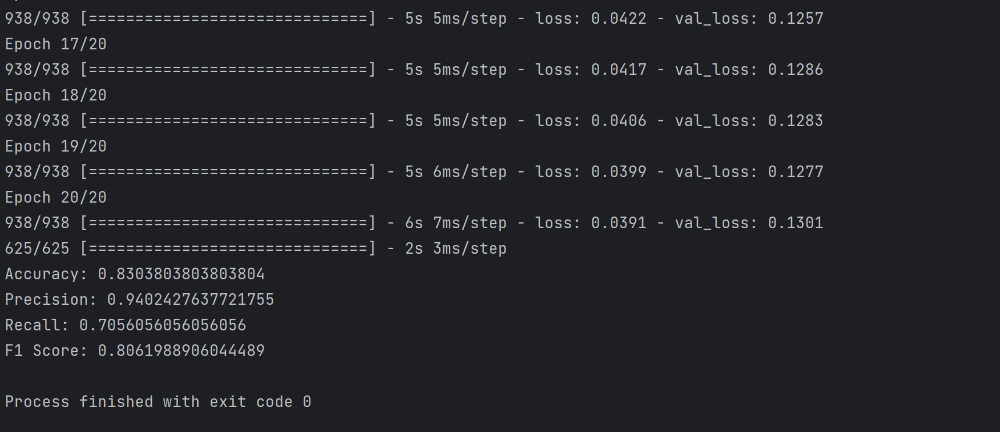 938/938 [==============================] - 5s 5ms/step - loss: 0.0422 - val_loss: 0.1257
Epoch 17/20
938/938 [==============================] - 5s 5ms/step - loss: 0.0417 - val_loss: 0.1286
Epoch 18/20
938/938 [==============================] - 5s 5ms/step - loss: 0.0406 - val_loss: 0.1283
Epoch 19/20
938/938 [==============================] - 5s 6ms/step - loss: 0.0399 - val_loss: 0.1277
Epoch 20/20
938/938 [==============================] - 6s 7ms/step - loss: 0.0391 - val_loss: 0.1301
625/625 [==============================] - 2s 3ms/step
Accuracy: 0.8303803803803804
Precision: 0.9402427637721755
Recall: 0.7056056056056056
F1 Score: 0.8061988906044489
Process finished with exit code 0